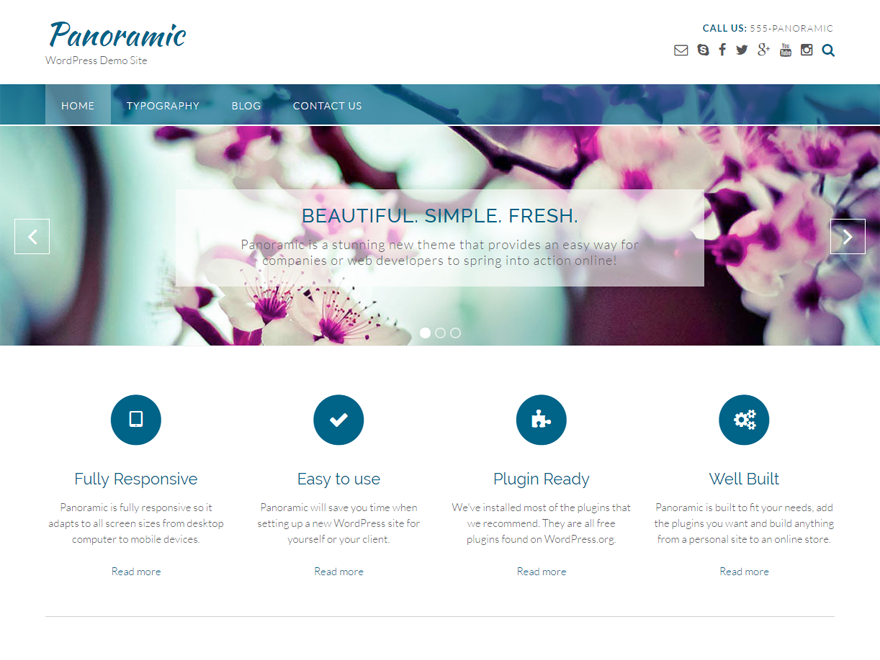 Panoramic
WordPress Demo Site
CALL US: 555-PANORAMIC
You
Tube
HOME TYPOGRAPHY BLOG CONTACT US
BEAUTIFUL. SIMPLE. FRESH.
Panoramic is a stunning new theme that provides an easy way for
companies or web developers to spring into action online!
Fully Responsive
Panoramic is fully responsive so it
adapts to all screen sizes from desktop
computer to mobile devices.
Read more
Easy to use
Panoramic will save you time when
setting up a new WordPress site for
yourself or your client.
Read more
Plugin Ready
We've installed most of the plugins that
we recommend. They are all free
plugins found on WordPress.org.
Read more
Well Built
Panoramic is built to fit your needs, add
the plugins you want and build anything
from a personal site to an online store.
Read more